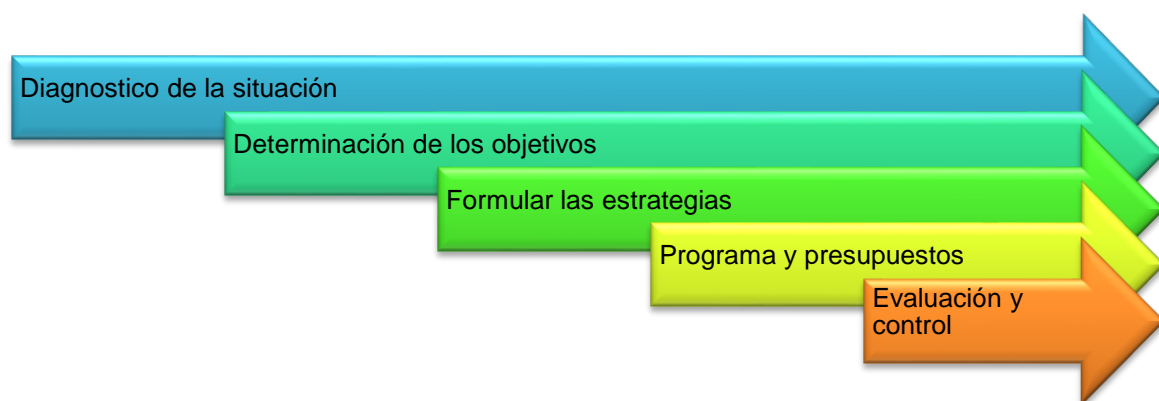 Diagnostico de la situación
Determinación de los objetivos
Formular las estrategias
Programa y presupuestos
Evaluación y
control